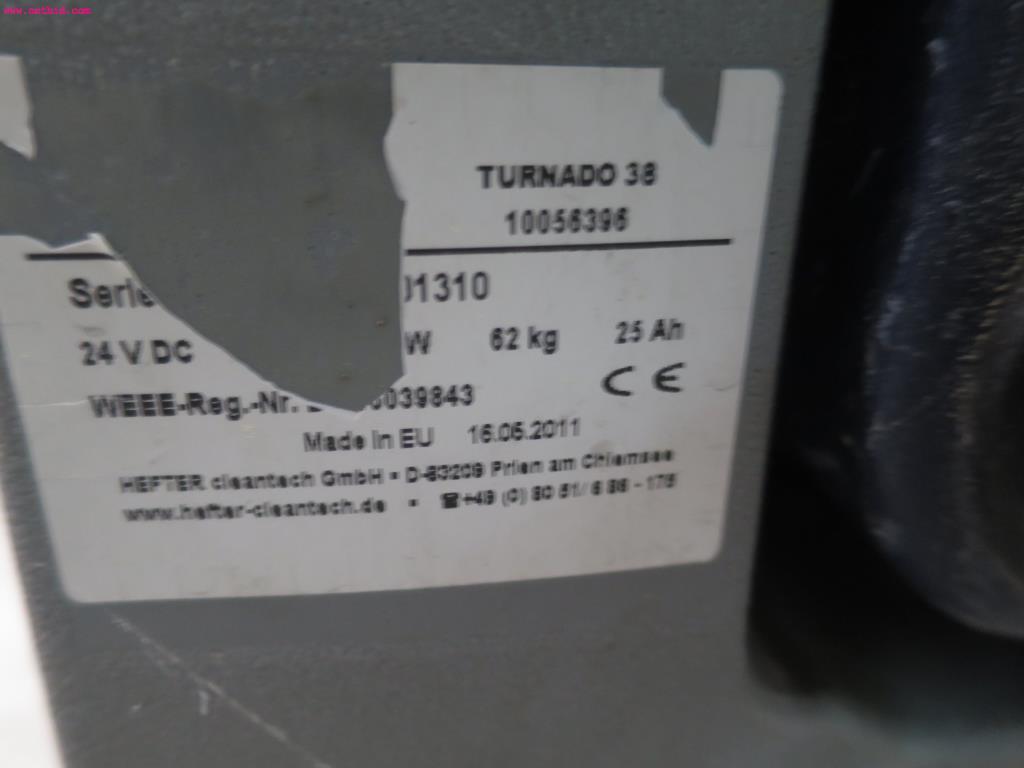 www.netbid.com
TURNADO 38
10056396
Serie 01310
24 V DC W 62 kg 25 Ah
WEEE-Reg.-Nr. 039843
CE
Made in EU 16.06.2011
HEFTER cleantech GmbH • D-83209 Prien am Chiemsee
www.hefter-cleantech.de • ☎+49 (0) 80 51/ 6 86 - 175